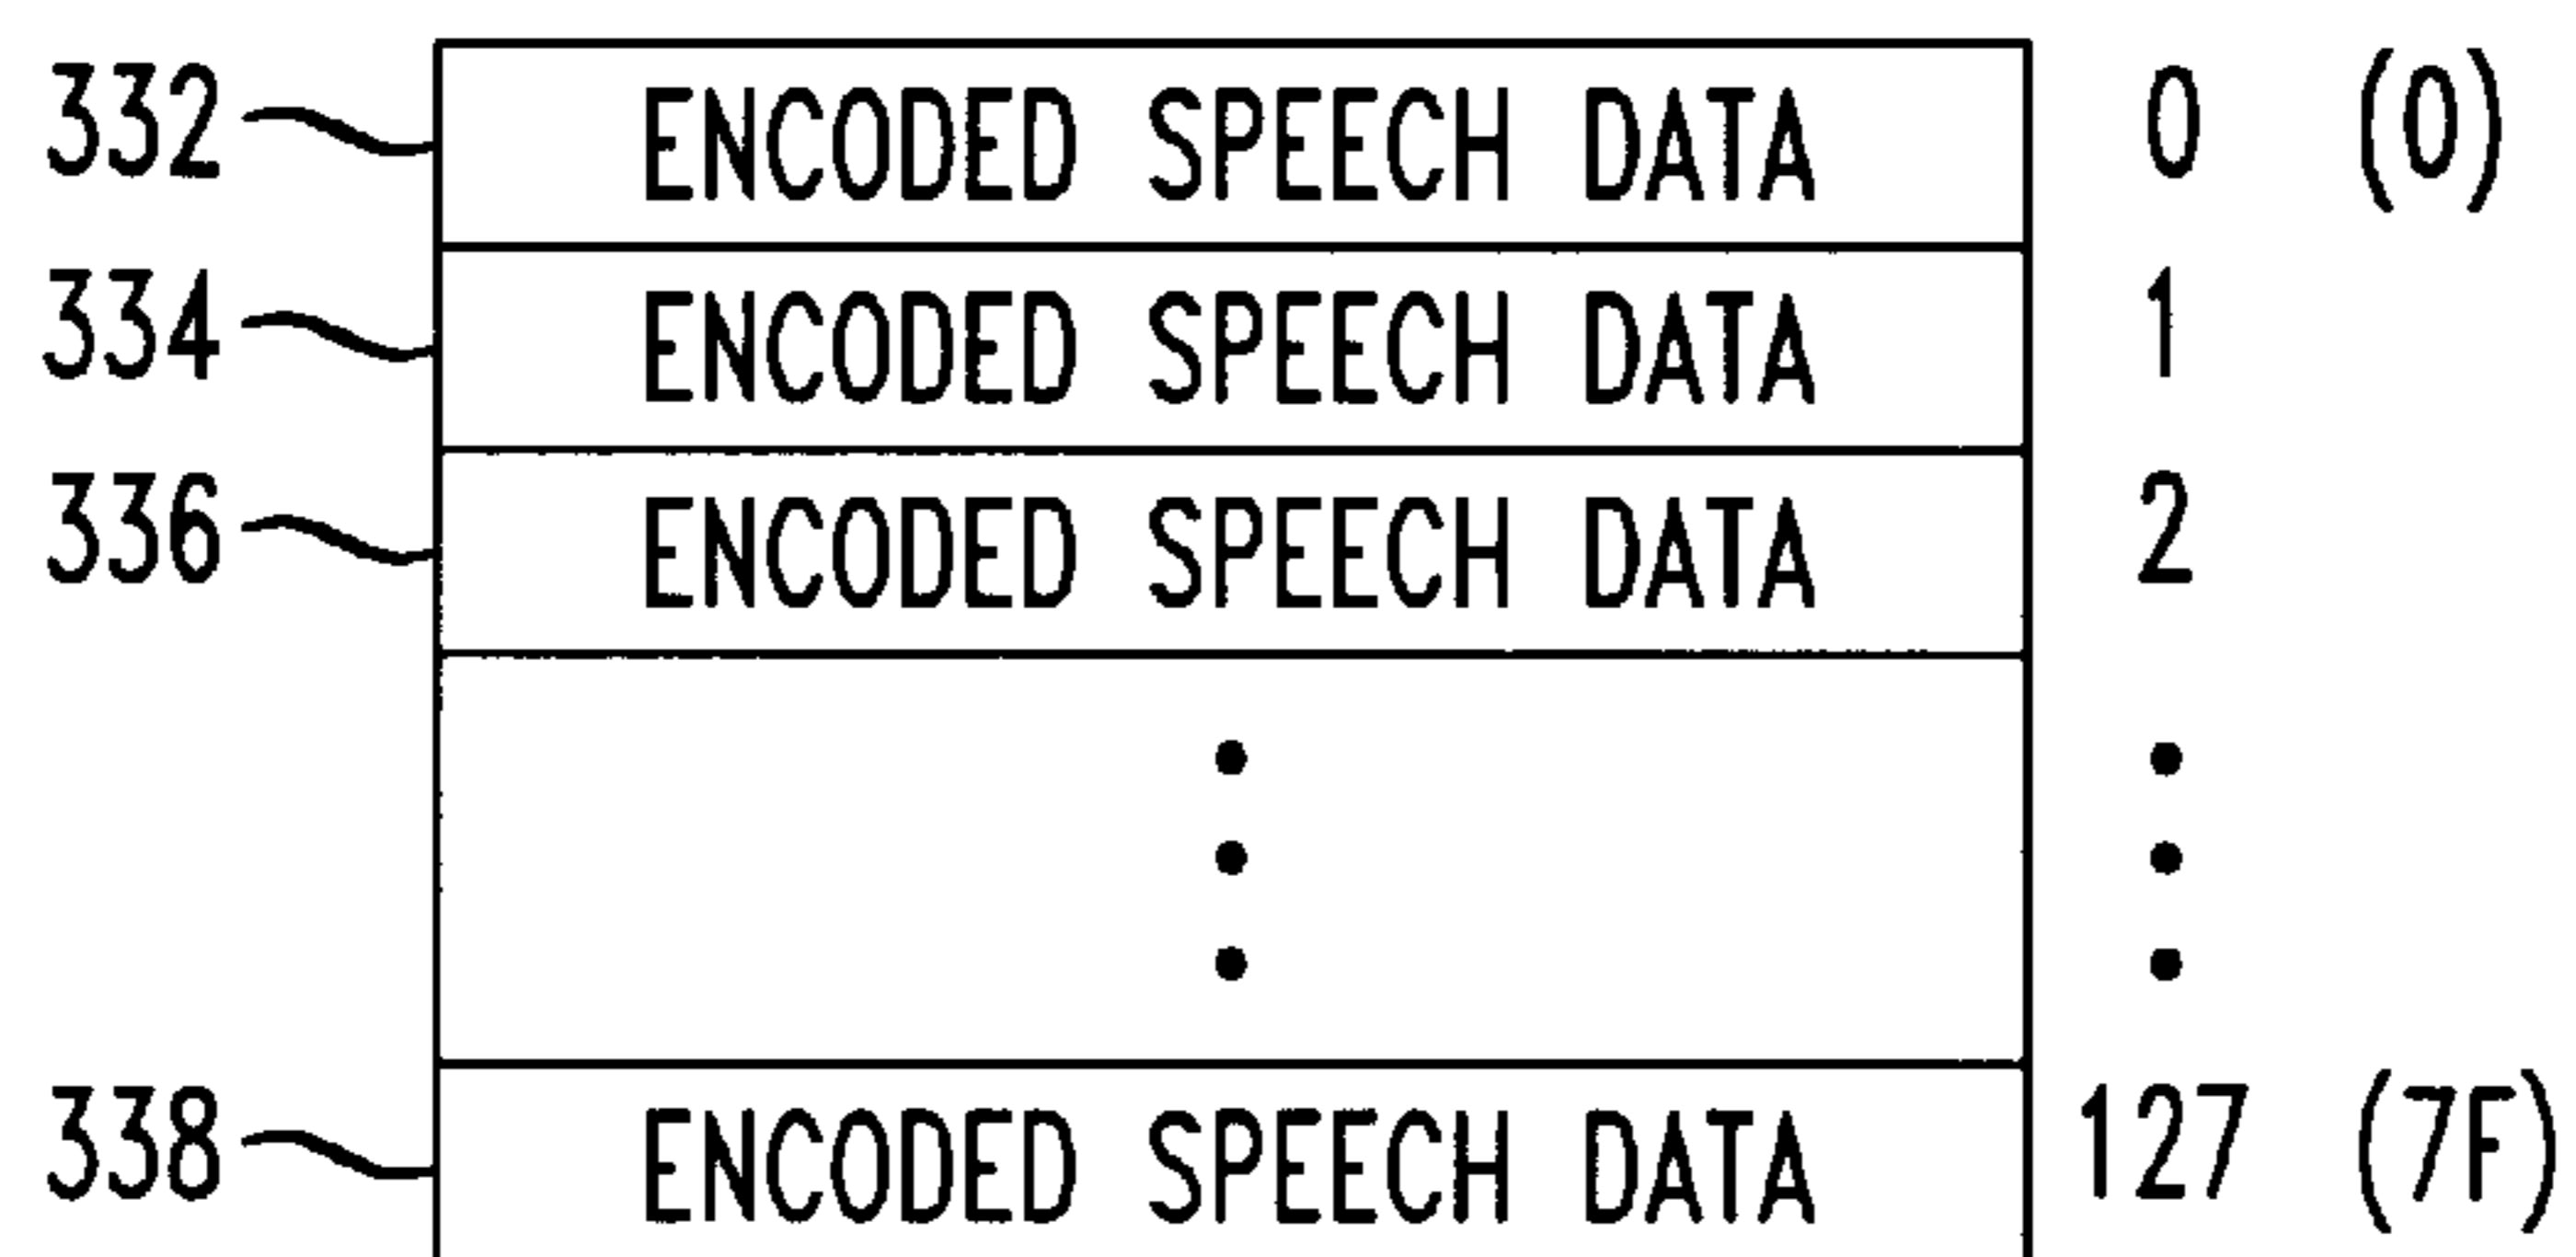 332 ENCODED SPEECH DATA 0 (0)
334 ENCODED SPEECH DATA 1
336 ENCODED SPEECH DATA 2
338 ENCODED SPEECH DATA 127 (7F)